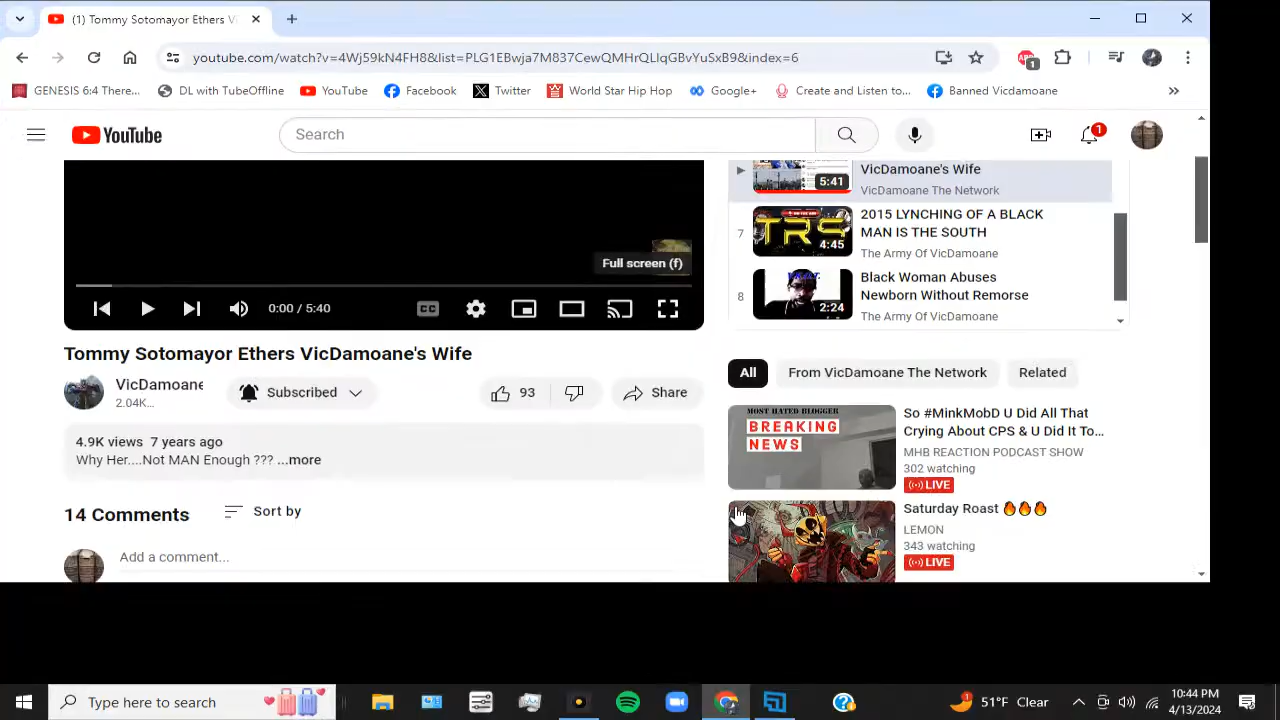 (1) Tommy Sotomayor Ethers V
youtube.com/watch?v=4Wj59kN4FH8&list=PLG1EBwja7M837CewQMHrQLIqGBvYuSxB9&index=6
1
GENESIS 6:4 There...
DL with TubeOffline
YouTube
Facebook
Twitter
World Star Hip Hop
Google+
Create and Listen to...
Banned Vicdamoane
YouTube
Search
1
Full screen (f)
0:00 / 5:40
CC
Tommy Sotomayor Ethers VicDamoane's Wife
VicDamoane
2.04K...
Subscribed
93
Share
4.9K views 7 years ago
Why Her....Not MAN Enough ??? ...more
14 Comments
Sort by
Add a comment...
5:41
VicDamoane's Wife
VicDamoane The Network
7
TRS
4:45
2015 LYNCHING OF A BLACK
MAN IS THE SOUTH
The Army Of VicDamoane
8
2:24
Black Woman Abuses
Newborn Without Remorse
The Army Of VicDamoane
All
From VicDamoane The Network
Related
MOST HATED BLOGGER
BREAKING
NEWS
So #MinkMobD U Did All That
Crying About CPS & U Did It To...
MHB REACTION PODCAST SHOW
302 watching
LIVE
Saturday Roast 🔥🔥🔥
LEMON
343 watching
LIVE
Type here to search
51°F Clear
10:44 PM
4/13/2024